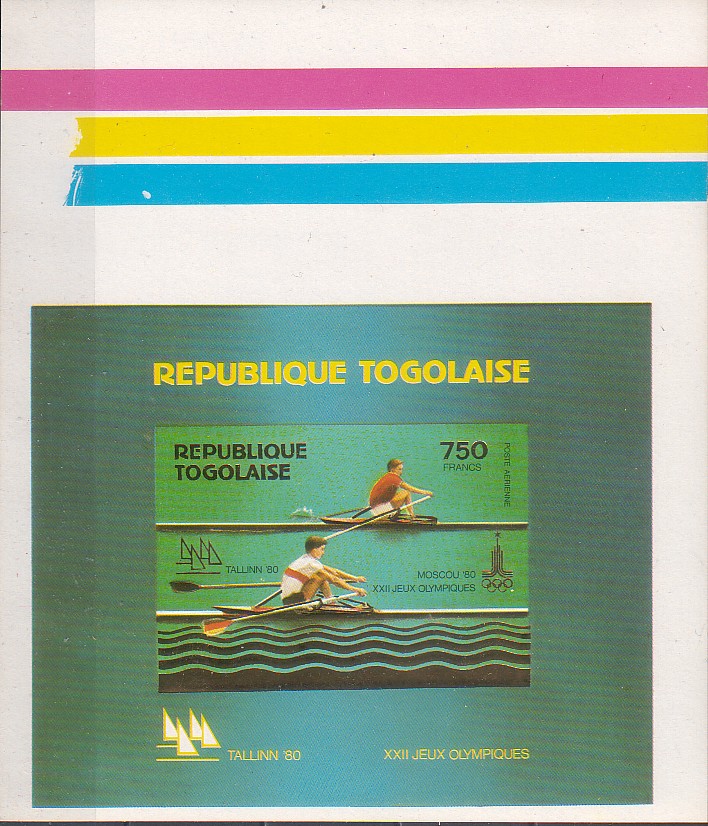 REPUBLIQUE TOGOLAISE
REPUBLIQUE
TOGOLAISE
750
FRANCS
POSTE AERIENNE
TALLINN '80
MOSCOU '80
XXII JEUX OLYMPIQUES
TALLINN '80
XXII JEUX OLYMPIQUES